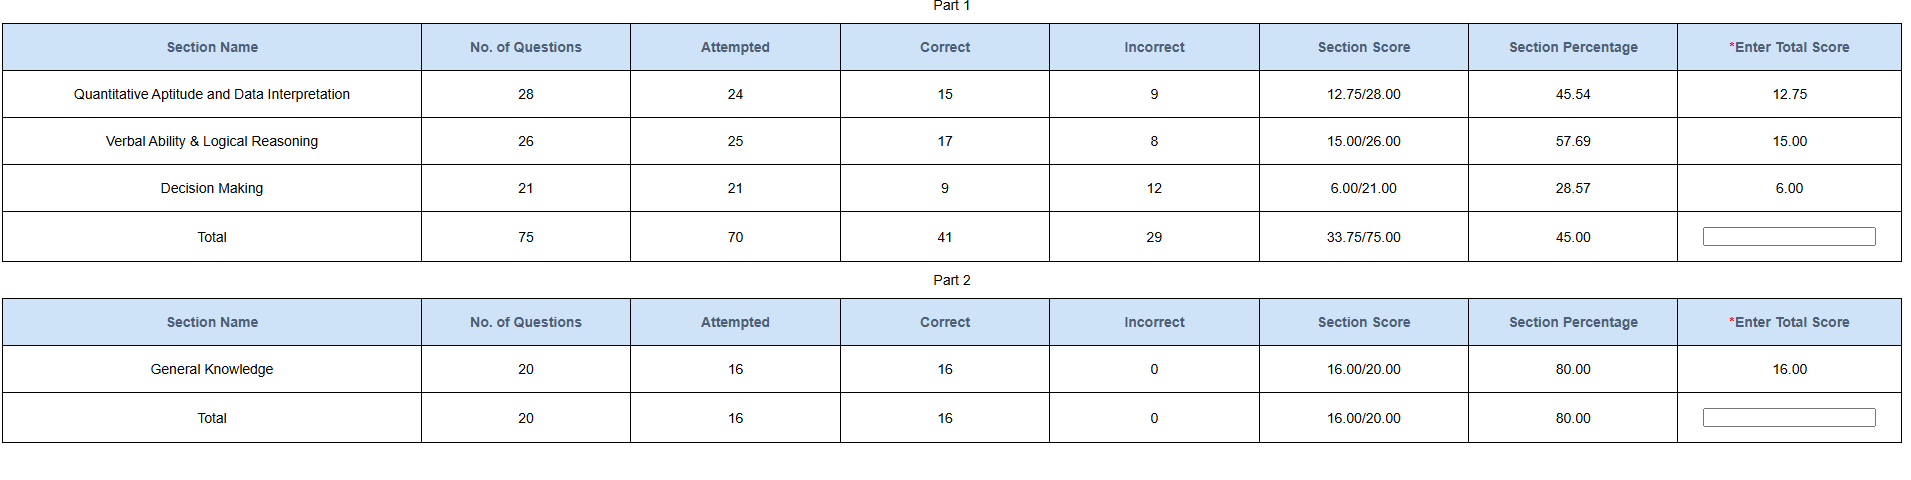 Part 1
Section Name No. of Questions Attempted Correct Incorrect Section Score Section Percentage *Enter Total Score
Quantitative Aptitude and Data Interpretation 28 24 15 9 12.75/28.00 45.54 12.75
Verbal Ability & Logical Reasoning 26 25 17 8 15.00/26.00 57.69 15.00
Decision Making 21 21 9 12 6.00/21.00 28.57 6.00
Total 75 70 41 29 33.75/75.00 45.00
Part 2
Section Name No. of Questions Attempted Correct Incorrect Section Score Section Percentage *Enter Total Score
General Knowledge 20 16 16 0 16.00/20.00 80.00 16.00
Total 20 16 16 0 16.00/20.00 80.00